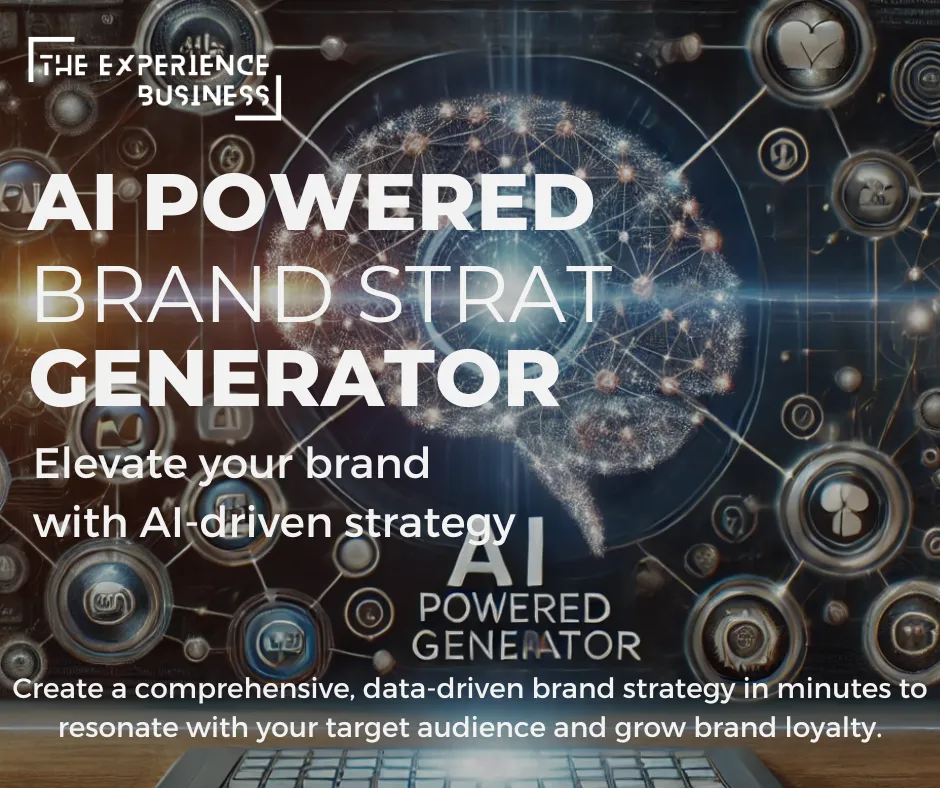 THE EXPERIENCE
BUSINESS
AI POWERED
BRAND STRAT
GENERATOR
Elevate your brand
with AI-driven strategy
AI
POWERED
Create a comprehensive, data-driven brand strategy in minutes to
resonate with your target audience and grow brand loyalty.